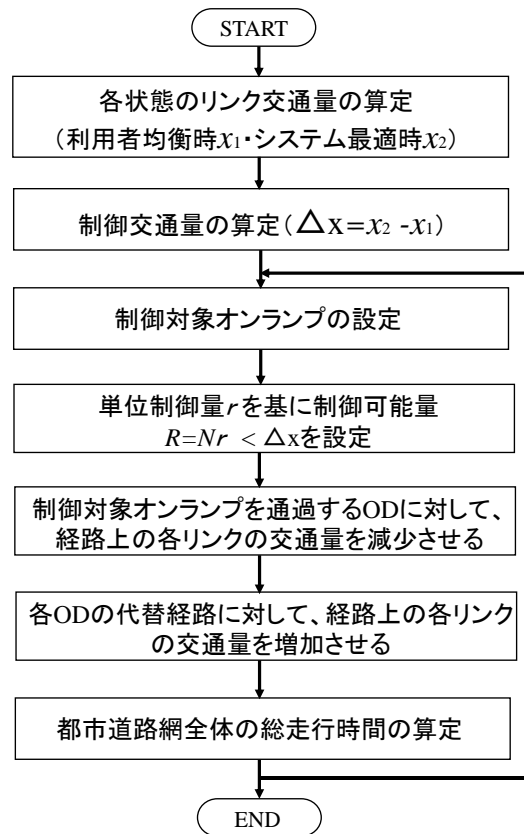 START
各状態のリンク交通量の算定
(利用者均衡時x1・システム最適時x2)
制御交通量の算定(△x=x2 -x1)
制御対象オンランプの設定
単位制御量rを基に制御可能量
R=Nr < △xを設定
制御対象オンランプを通過するODに対して、
経路上の各リンクの交通量を減少させる
各ODの代替経路に対して、経路上の各リンク
の交通量を増加させる
都市道路網全体の総走行時間の算定
END